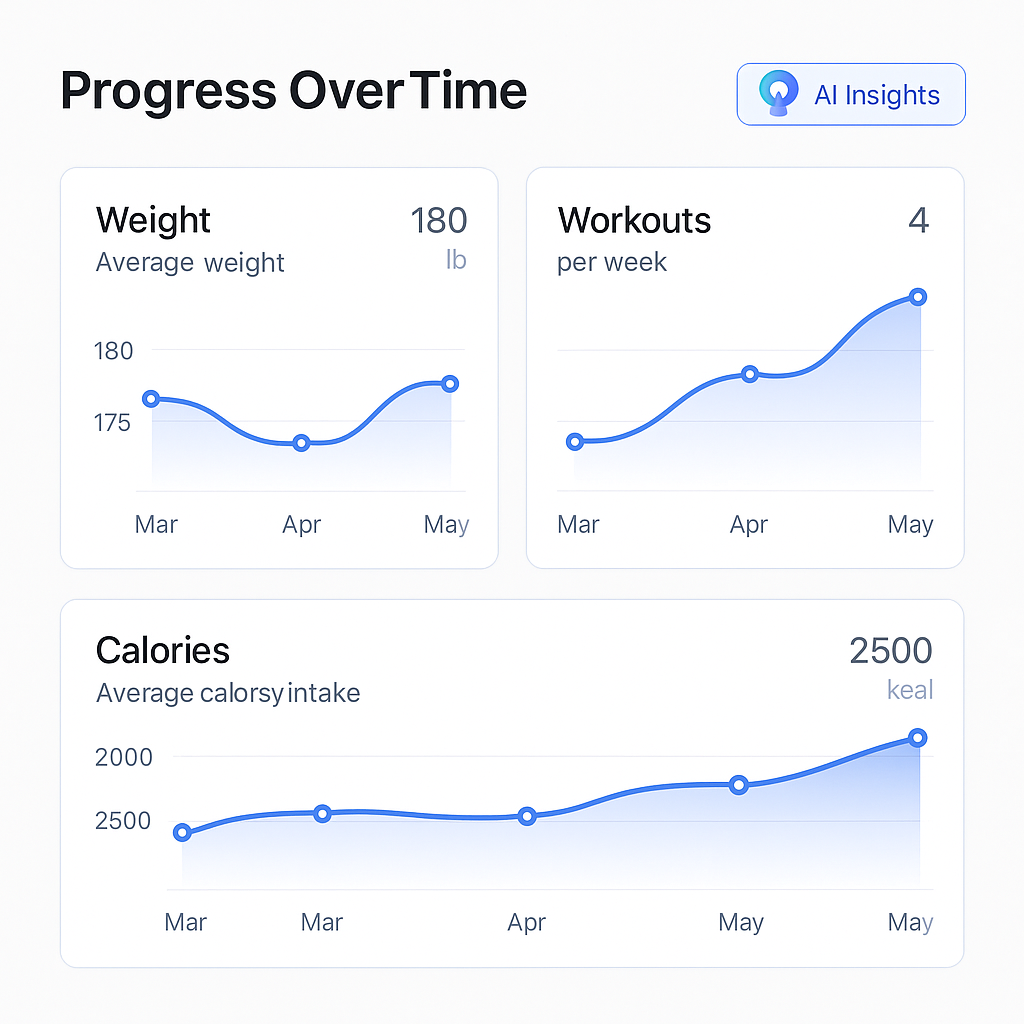 Progress Over Time
AI Insights
Weight
180
Average weight
lb
180
175
Mar Apr May
Workouts
4
per week
Mar Apr May
Calories
2500
Average calorsy intake
keal
2000
2500
Mar Mar Apr May May